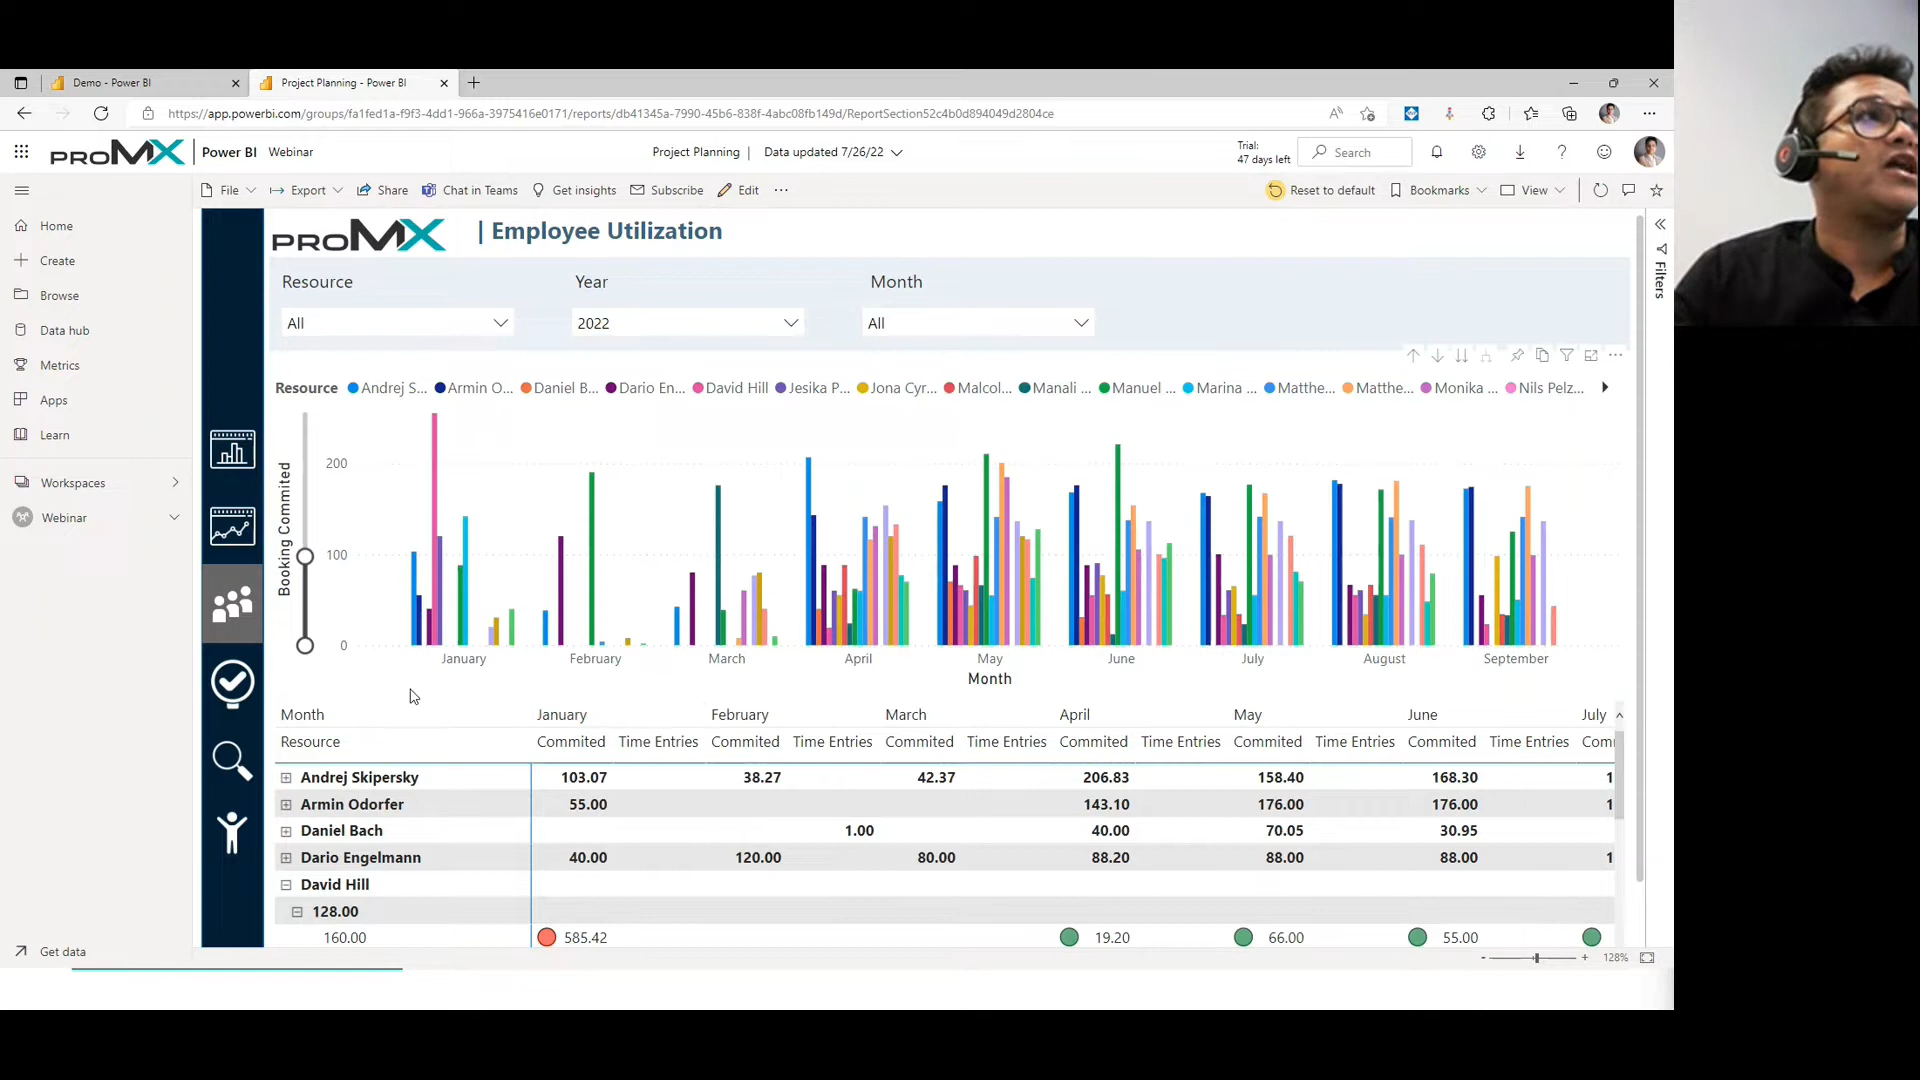 Demo - Power BI
Project Planning - Power BI
https://app.powerbi.com/groups/fa1fed1a-f9f3-4dd1-966a-3975416e0171/reports/db41345a-7990-45b6-838f-4abc08fb149d/ReportSection52c4b0d894049d2804ce
PROMX Power BI Webinar
Project Planning | Data updated 7/26/22
Trial:
47 days left
Search
File Export Share Chat in Teams Get insights Subscribe Edit
Reset to default Bookmarks View
Home
Create
Browse
Data hub
Metrics
Apps
Learn
Workspaces
Webinar
Get data
PROMX | Employee Utilization
Filters
Resource Year Month
All 2022 All
Resource Andrej S... Armin O... Daniel B... Dario En... David Hill Jesika P... Jona Cyr... Malcol... Manali ... Manuel ... Marina ... Matthe... Matthe... Monika ... Nils Pelz...
Booking Commited
200
100
0
January February March April May June July August September
Month
Month January February March April May June July
Resource Commited Time Entries Commited Time Entries Commited Time Entries Commited Time Entries Commited Time Entries Commited Time Entries Com
Andrej Skipersky 103.07 38.27 42.37 206.83 158.40 168.30 1
Armin Odorfer 55.00 143.10 176.00 176.00 1
Daniel Bach 1.00 40.00 70.05 30.95
Dario Engelmann 40.00 120.00 80.00 88.20 88.00 88.00 1
David Hill
128.00
160.00 585.42 19.20 66.00 55.00
128%